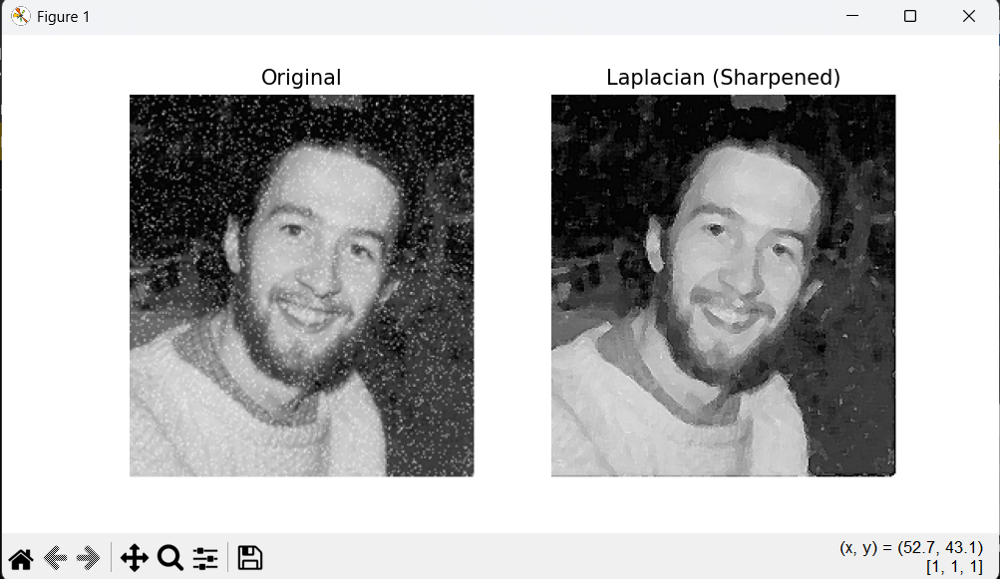 Figure 1
Original
Laplacian (Sharpened)
(x, y) = (52.7, 43.1)
[1, 1, 1]